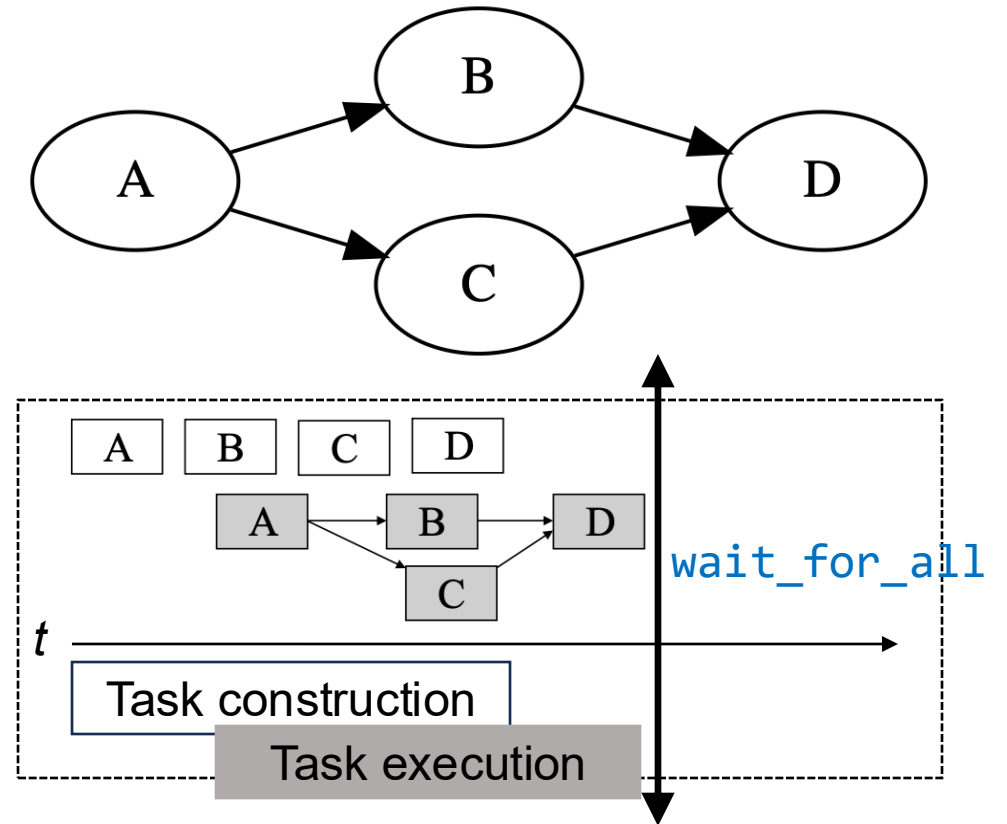 B
A
D
C
A B C D
A B D
wait_for_all
C
t
Task construction
Task execution